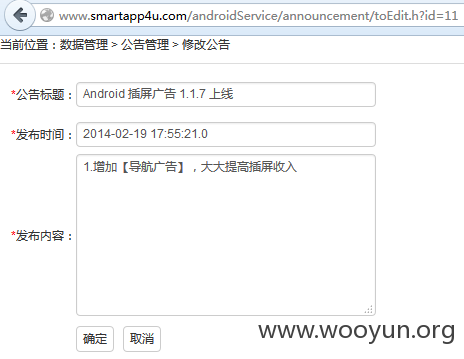 www.smartapp4u.com/androidService/announcement/toEdit.h?id=11
当前位置：数据管理 > 公告管理 > 修改公告
*公告标题： Android 插屏广告 1.1.7 上线
*发布时间： 2014-02-19 17:55:21.0
1.增加【导航广告】，大大提高插屏收入
*发布内容：
确定 取消
www.wooyun.org